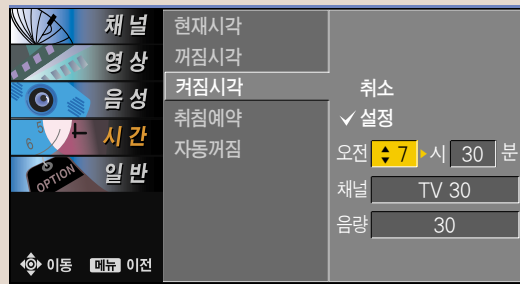 채널
영상
음성
시간
일반
OPTION
5
6
이동 메뉴 이전
현재시각
꺼짐시각
켜짐시각
취침예약
자동꺼짐
취소
✓ 설정
오전 7 시 30 분
채널 TV 30
음량 30